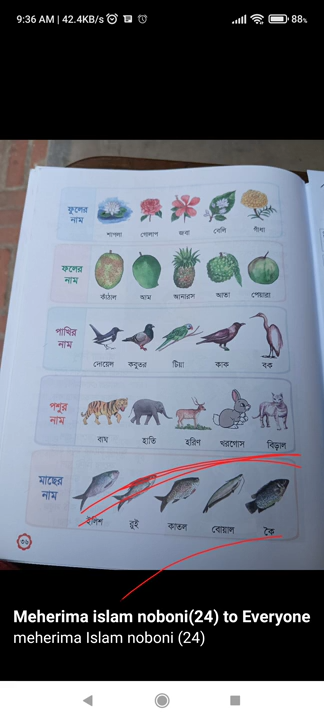 9:36 AM | 42.4KB/s
88%
ফুলের
নাম
শাপলা গোলাপ জবা বেলি গাঁদা
ফলের
নাম
কাঁঠাল আম আনারস আতা পেয়ারা
পাখির
নাম
দোয়েল কবুতর টিয়া কাক বক
পশুর
নাম
বাঘ হাতি হরিণ খরগোস বিড়াল
মাছের
নাম
ইলিশ রুই কাতল বোয়াল কৈ
৩৬
Meherima islam noboni(24) to Everyone
meherima Islam noboni (24)